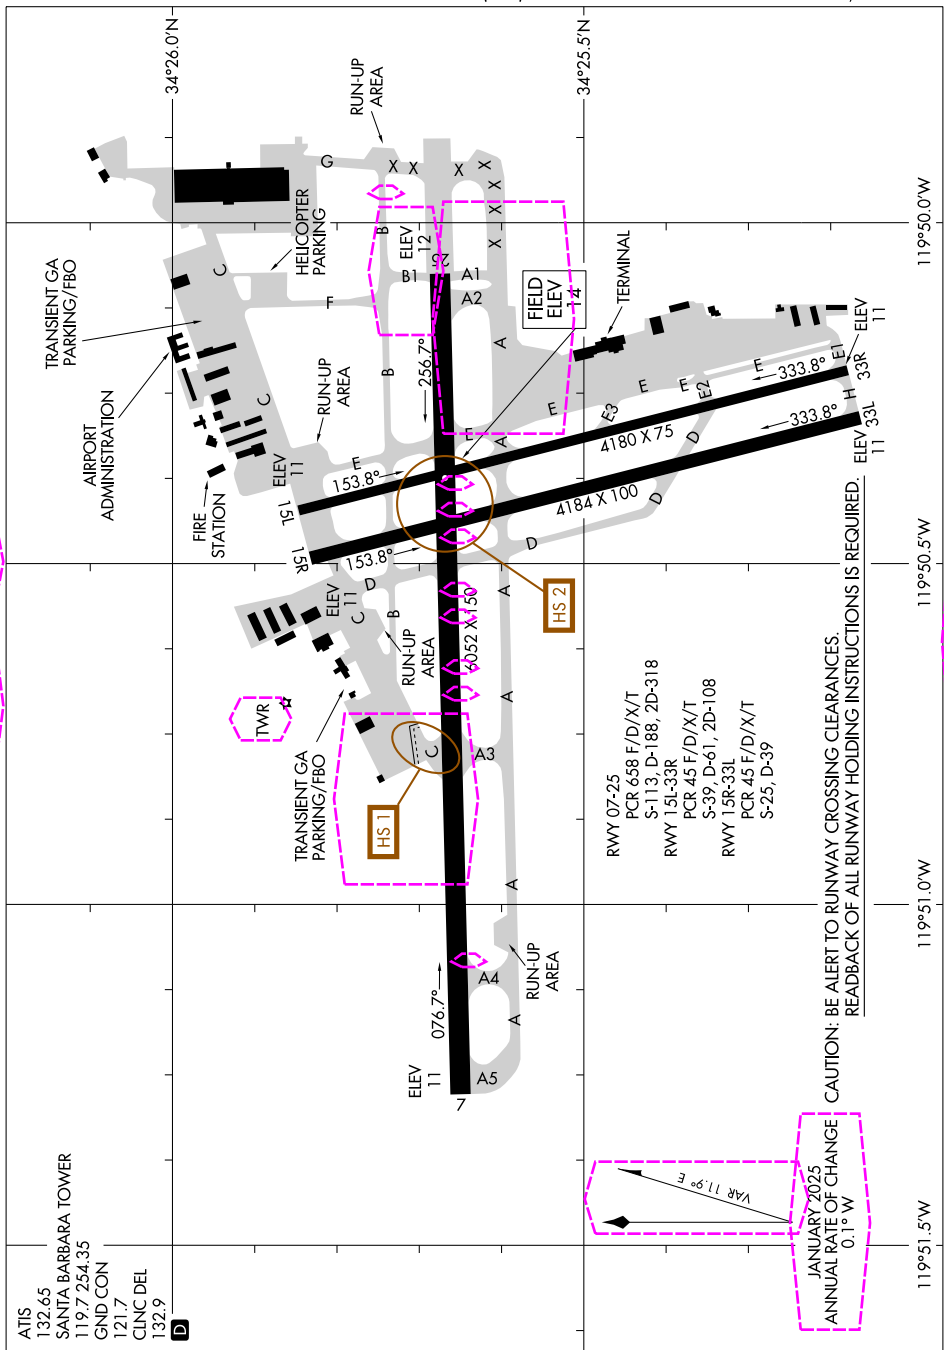 ATIS
132.65
SANTA BARBARA TOWER
119.7 254.35
GND CON
121.7
CLNC DEL
132.9
D
34°26.0'N
34°25.5'N
119°50.0'W
119°50.5'W
119°51.0'W
119°51.5'W
RUN-UP
AREA
G
X
X
X
X
X
X
X
HELICOPTER
PARKING
TRANSIENT GA
PARKING/FBO
C
B
ELEV
12
25
B1
A1
A2
F
FIELD
ELEV
14
TERMINAL
AIRPORT
ADMINISTRATION
RUN-UP
AREA
B
256.7°
A
C
FIRE
STATION
ELEV
11
E
E
A
E
E
E
E
E3
E2
E1
ELEV
11
33R
333.8°
H
333.8°
ELEV
11
33L
15L
153.8°
4180 X 75
15R
153.8°
4184 X 100
D
D
D
D
ELEV
11
C
B
RUN-UP
AREA
HS 2
A
6052 X 150
A
TWR
TRANSIENT GA
PARKING/FBO
HS 1
C
A3
A
RUN-UP
AREA
A4
076.7°
A
ELEV
11
A5
7
RWY 07-25
PCR 658 F/D/X/T
S-113, D-188, 2D-318
RWY 15L-33R
PCR 45 F/D/X/T
S-39, D-61, 2D-108
RWY 15R-33L
PCR 45 F/D/X/T
S-25, D-39
VAR 11.9° E
JANUARY 2025
ANNUAL RATE OF CHANGE
0.1° W
CAUTION: BE ALERT TO RUNWAY CROSSING CLEARANCES.
READBACK OF ALL RUNWAY HOLDING INSTRUCTIONS IS REQUIRED.